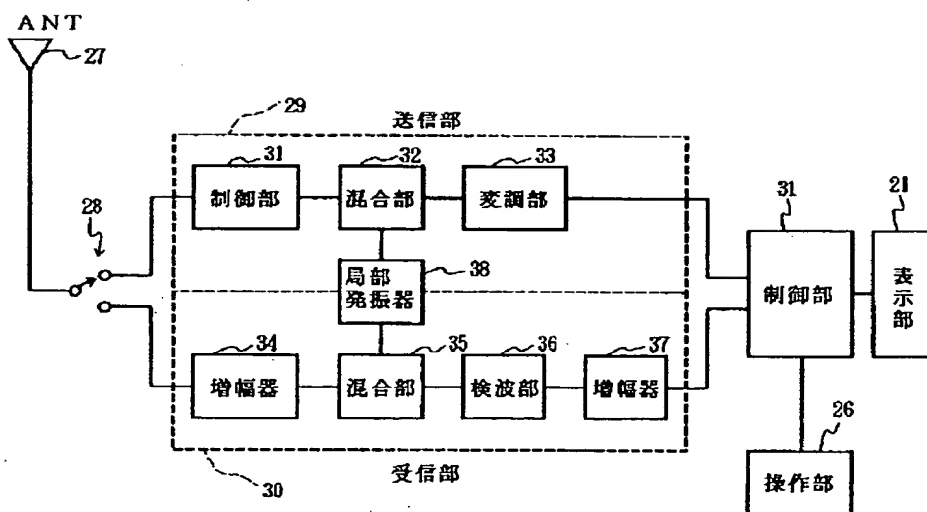 ANT
27
29
送信部
31
32
33
制御部
混合部
変調部
28
31
21
局部
発振器
38
制御部
表示部
34
35
36
37
増幅器
混合部
検波部
増幅器
26
受信部
30
操作部